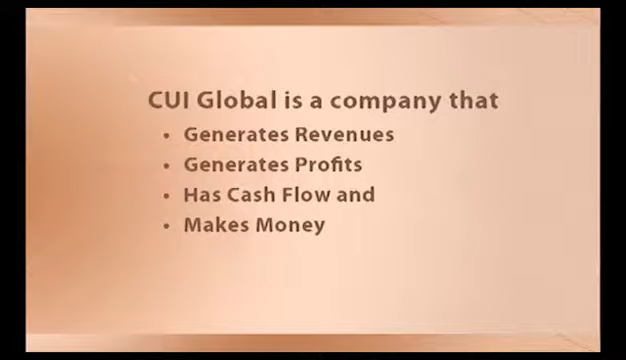 CUI Global is a company that
• Generates Revenues
• Generates Profits
• Has Cash Flow and
• Makes Money